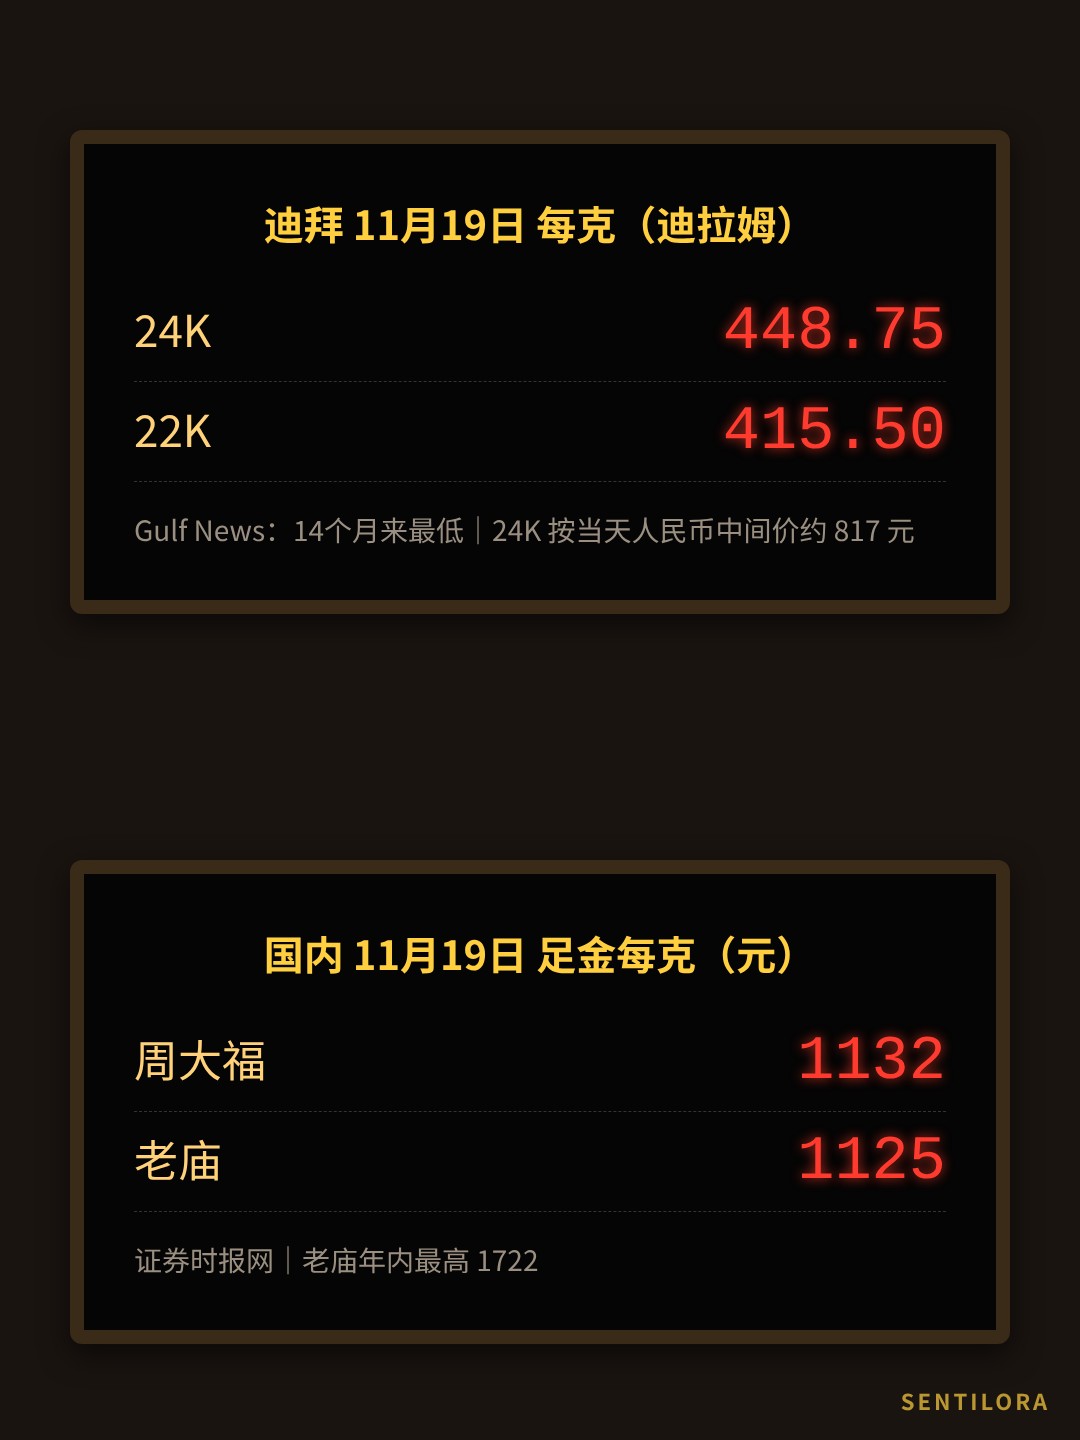 迪拜 11月19日 每克（迪拉姆）
24K 448.75
22K 415.50
Gulf News：14个月来最低｜24K 按当天人民币中间价约 817 元
国内 11月19日 足金每克（元）
周大福 1132
老庙 1125
证券时报网｜老庙年内最高 1722
SENTILORA